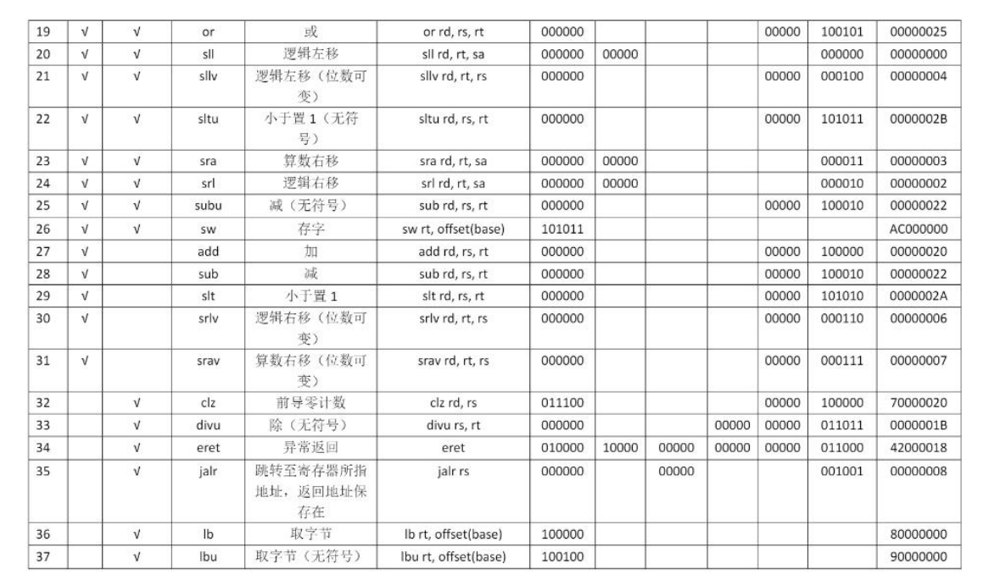 19 √ √ or 或 or rd, rs, rt 000000 00000 100101 00000025
20 √ √ sll 逻辑左移 sll rd, rt, sa 000000 00000 000000 00000000
21 √ √ sllv 逻辑左移（位数可 sllv rd, rt, rs 000000 00000 000100 00000004
变）
22 √ √ sltu 小于置 1（无符 sltu rd, rs, rt 000000 00000 101011 0000002B
号）
23 √ √ sra 算数右移 sra rd, rt, sa 000000 00000 000011 00000003
24 √ √ srl 逻辑右移 srl rd, rt, sa 000000 00000 000010 00000002
25 √ √ subu 减（无符号） sub rd, rs, rt 000000 00000 100010 00000022
26 √ √ sw 存字 sw rt, offset(base) 101011 AC000000
27 √ add 加 add rd, rs, rt 000000 00000 100000 00000020
28 √ sub 减 sub rd, rs, rt 000000 00000 100010 00000022
29 √ slt 小于置 1 slt rd, rs, rt 000000 00000 101010 0000002A
30 √ srlv 逻辑右移（位数可 srlv rd, rt, rs 000000 00000 000110 00000006
变）
31 √ srav 算数右移（位数可 srav rd, rt, rs 000000 00000 000111 00000007
变）
32 √ clz 前导零计数 clz rd, rs 011100 00000 100000 70000020
33 √ divu 除（无符号） divu rs, rt 000000 00000 00000 011011 0000001B
34 √ eret 异常返回 eret 010000 10000 00000 00000 00000 011000 42000018
35 √ jalr 跳转至寄存器所指 jalr rs 000000 00000 001001 00000008
地址，返回地址保
存在
36 √ lb 取字节 lb rt, offset(base) 100000 80000000
37 √ lbu 取字节（无符号） lbu rt, offset(base) 100100 90000000